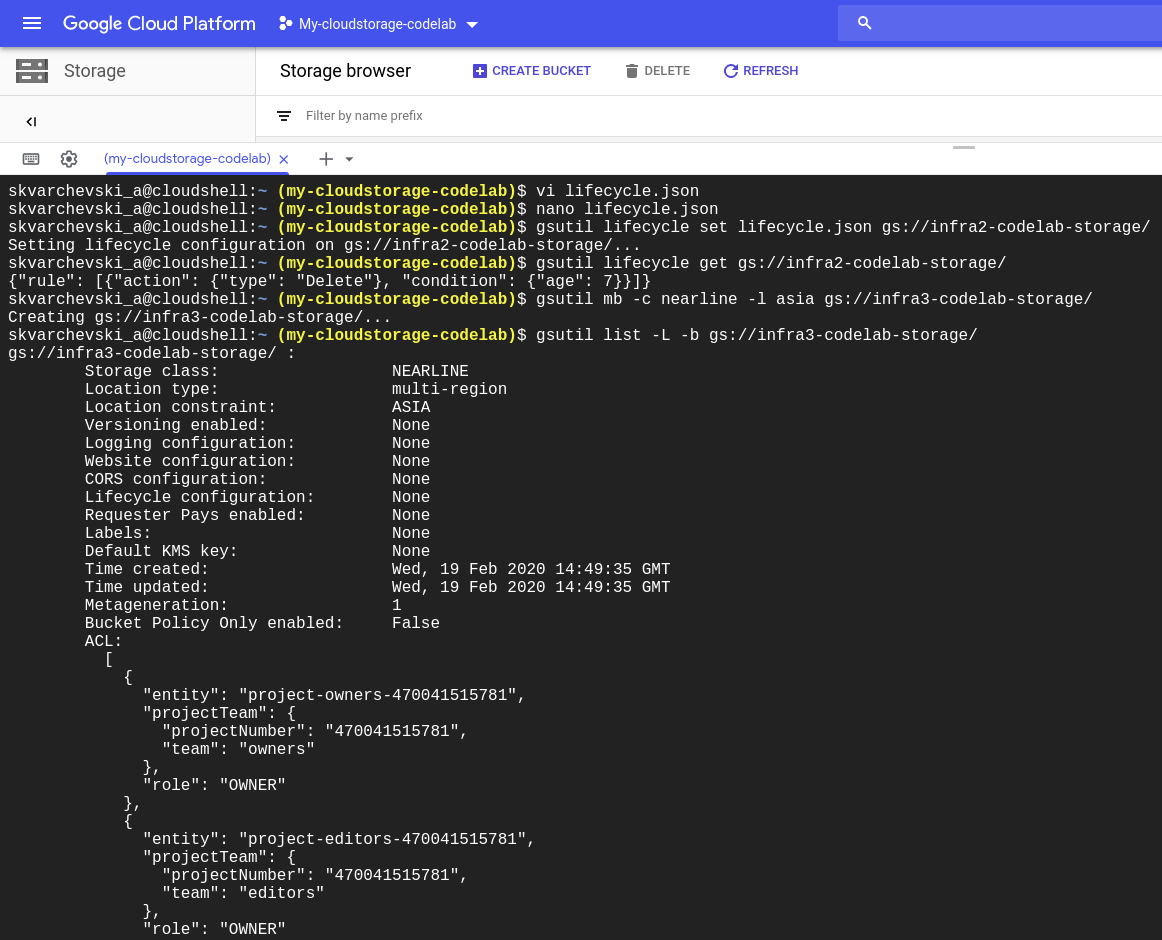 Google Cloud Platform My-cloudstorage-codelab
Storage Storage browser CREATE BUCKET DELETE REFRESH
Filter by name prefix
(my-cloudstorage-codelab)
skvarchevski_a@cloudshell:~ (my-cloudstorage-codelab)$ vi lifecycle.json
skvarchevski_a@cloudshell:~ (my-cloudstorage-codelab)$ nano lifecycle.json
skvarchevski_a@cloudshell:~ (my-cloudstorage-codelab)$ gsutil lifecycle set lifecycle.json gs://infra2-codelab-storage/
Setting lifecycle configuration on gs://infra2-codelab-storage/...
skvarchevski_a@cloudshell:~ (my-cloudstorage-codelab)$ gsutil lifecycle get gs://infra2-codelab-storage/
{"rule": [{"action": {"type": "Delete"}, "condition": {"age": 7}}]}
skvarchevski_a@cloudshell:~ (my-cloudstorage-codelab)$ gsutil mb -c nearline -l asia gs://infra3-codelab-storage/
Creating gs://infra3-codelab-storage/...
skvarchevski_a@cloudshell:~ (my-cloudstorage-codelab)$ gsutil list -L -b gs://infra3-codelab-storage/
gs://infra3-codelab-storage/ :
Storage class: NEARLINE
Location type: multi-region
Location constraint: ASIA
Versioning enabled: None
Logging configuration: None
Website configuration: None
CORS configuration: None
Lifecycle configuration: None
Requester Pays enabled: None
Labels: None
Default KMS key: None
Time created: Wed, 19 Feb 2020 14:49:35 GMT
Time updated: Wed, 19 Feb 2020 14:49:35 GMT
Metageneration: 1
Bucket Policy Only enabled: False
ACL:
[
{
"entity": "project-owners-470041515781",
"projectTeam": {
"projectNumber": "470041515781",
"team": "owners"
},
"role": "OWNER"
},
{
"entity": "project-editors-470041515781",
"projectTeam": {
"projectNumber": "470041515781",
"team": "editors"
},
"role": "OWNER"